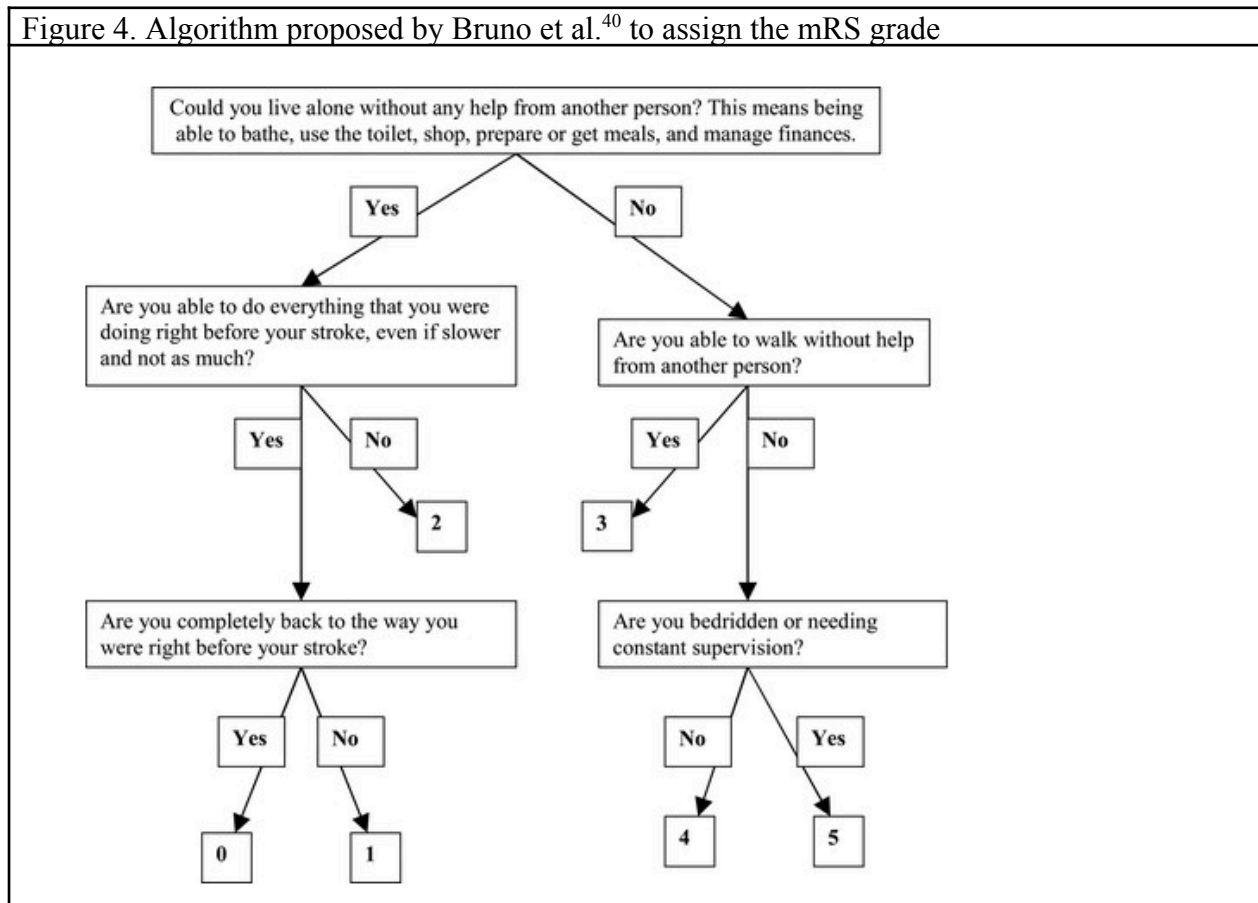 Figure 4. Algorithm proposed by Bruno et al.40 to assign the mRS grade
Could you live alone without any help from another person? This means being
able to bathe, use the toilet, shop, prepare or get meals, and manage finances.
Yes
No
Are you able to do everything that you were
doing right before your stroke, even if slower
and not as much?
Are you able to walk without help
from another person?
Yes
No
Yes
No
2
3
Are you completely back to the way you
were right before your stroke?
Are you bedridden or needing
constant supervision?
Yes
No
No
Yes
0
1
4
5